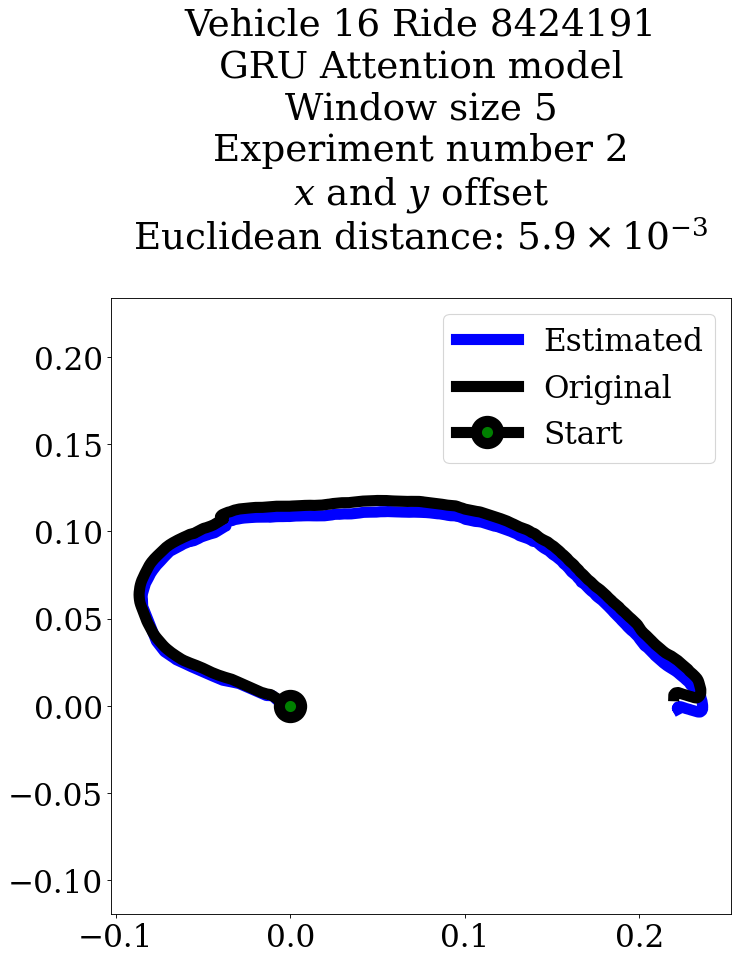 Vehicle 16 Ride 8424191
GRU Attention model
Window size 5
Experiment number 2
x and y offset
Euclidean distance: 5.9 × 10⁻³
Estimated
Original
Start
0.20
0.15
0.10
0.05
0.00
−0.05
−0.10
−0.1 0.0 0.1 0.2